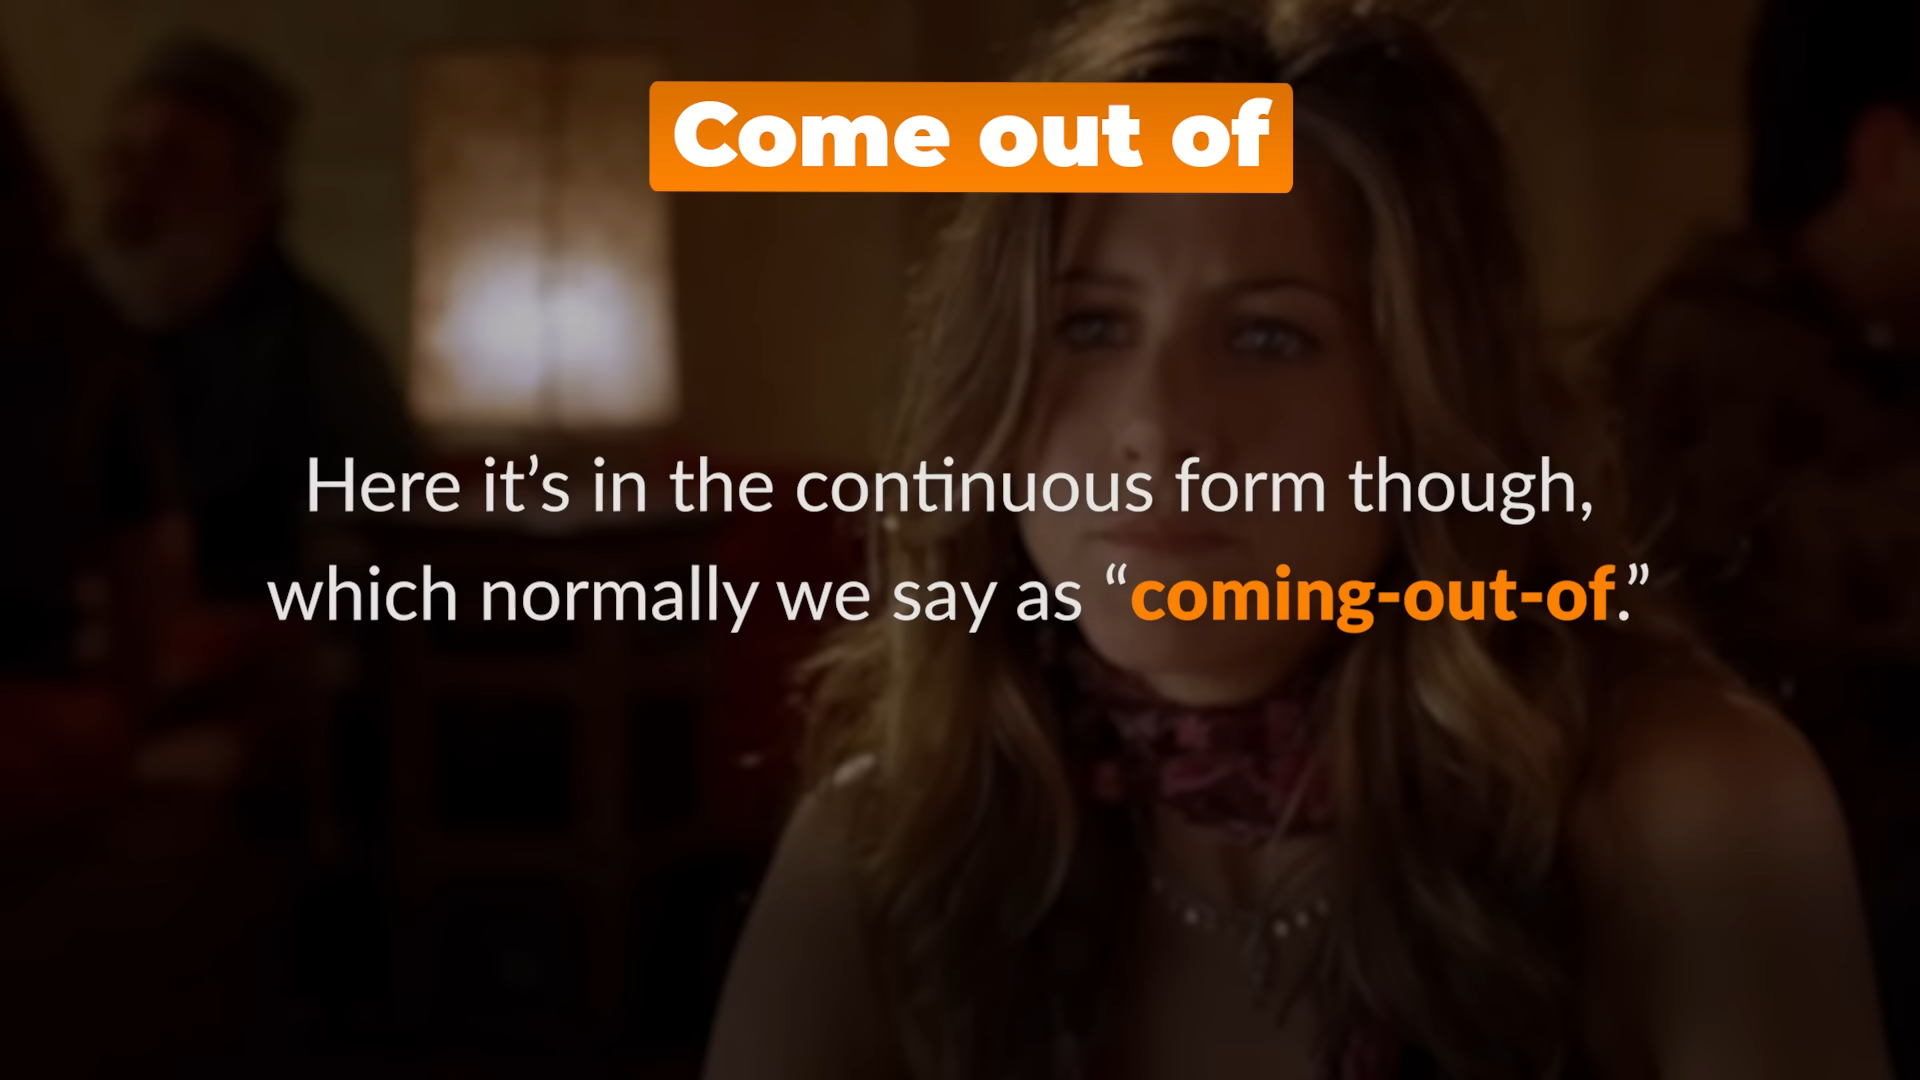 Come out of
Here it’s in the continuous form though,
which normally we say as “coming-out-of.”